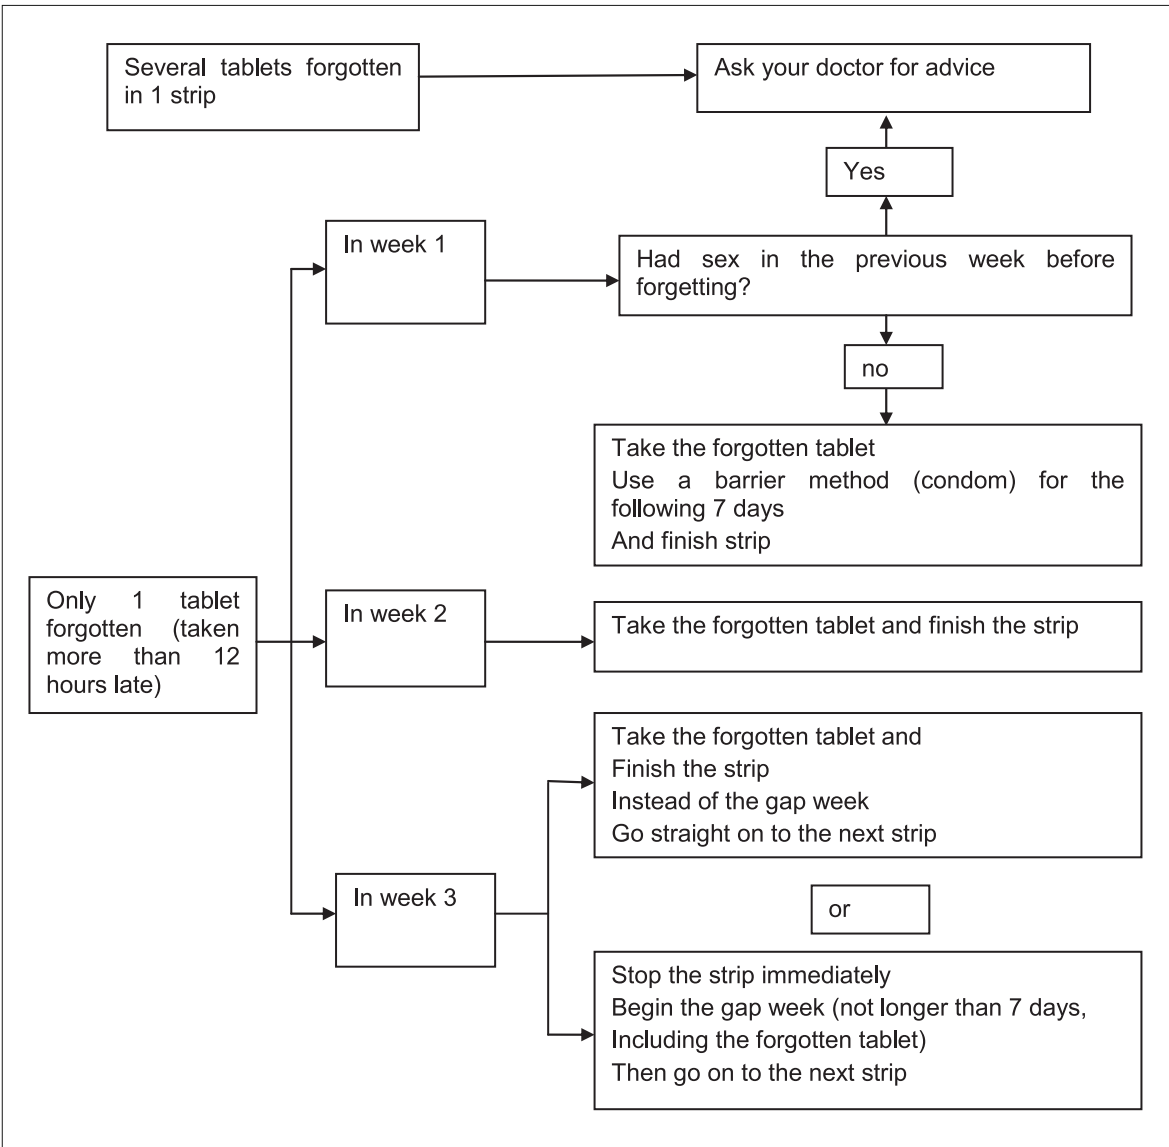 Several tablets forgotten
in 1 strip
Ask your doctor for advice
Yes
In week 1
Had sex in the previous week before
forgetting?
no
Take the forgotten tablet
Use a barrier method (condom) for the
following 7 days
And finish strip
Only 1 tablet
forgotten (taken
more than 12
hours late)
In week 2
Take the forgotten tablet and finish the strip
Take the forgotten tablet and
Finish the strip
Instead of the gap week
Go straight on to the next strip
In week 3
or
Stop the strip immediately
Begin the gap week (not longer than 7 days,
Including the forgotten tablet)
Then go on to the next strip